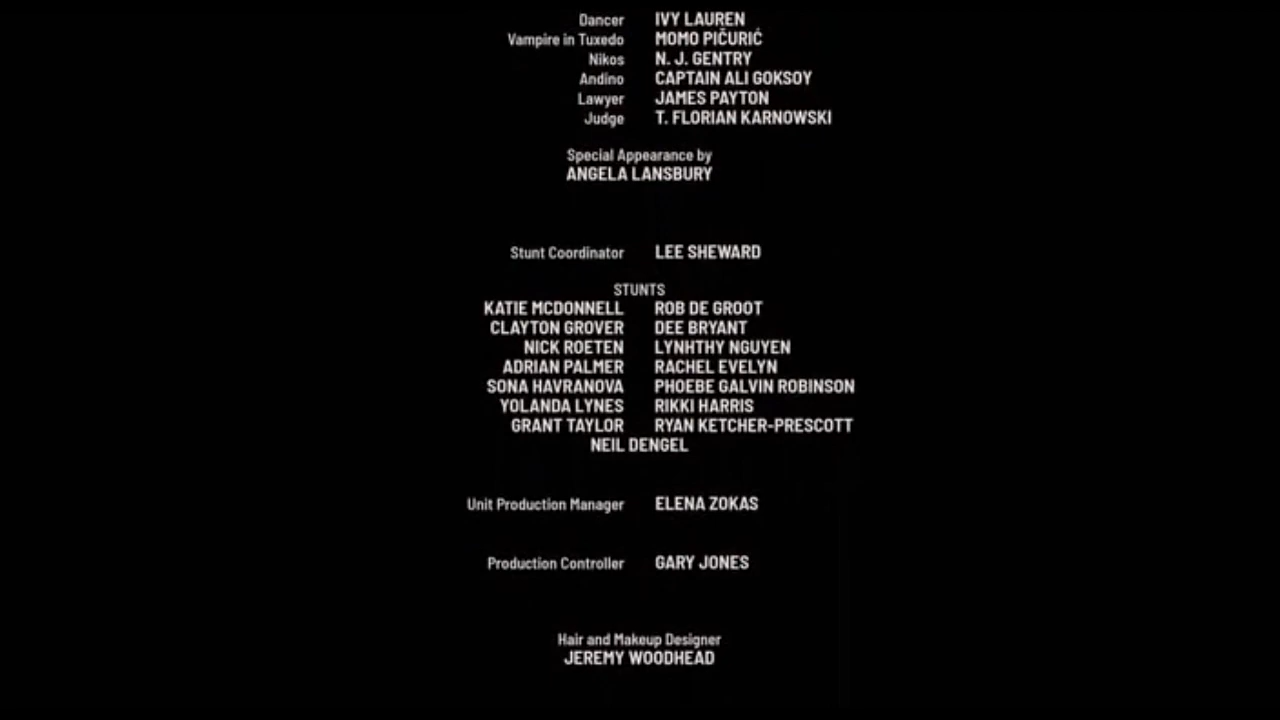 Dancer IVY LAUREN
Vampire in Tuxedo MOMO PIČURIĆ
Nikos N. J. GENTRY
Andino CAPTAIN ALI GOKSOY
Lawyer JAMES PAYTON
Judge T. FLORIAN KARNOWSKI
Special Appearance by
ANGELA LANSBURY
Stunt Coordinator LEE SHEWARD
STUNTS
KATIE MCDONNELL ROB DE GROOT
CLAYTON GROVER DEE BRYANT
NICK ROETEN LYNHTHY NGUYEN
ADRIAN PALMER RACHEL EVELYN
SONA HAVRANOVA PHOEBE GALVIN ROBINSON
YOLANDA LYNES RIKKI HARRIS
GRANT TAYLOR RYAN KETCHER-PRESCOTT
NEIL DENGEL
Unit Production Manager ELENA ZOKAS
Production Controller GARY JONES
Hair and Makeup Designer
JEREMY WOODHEAD